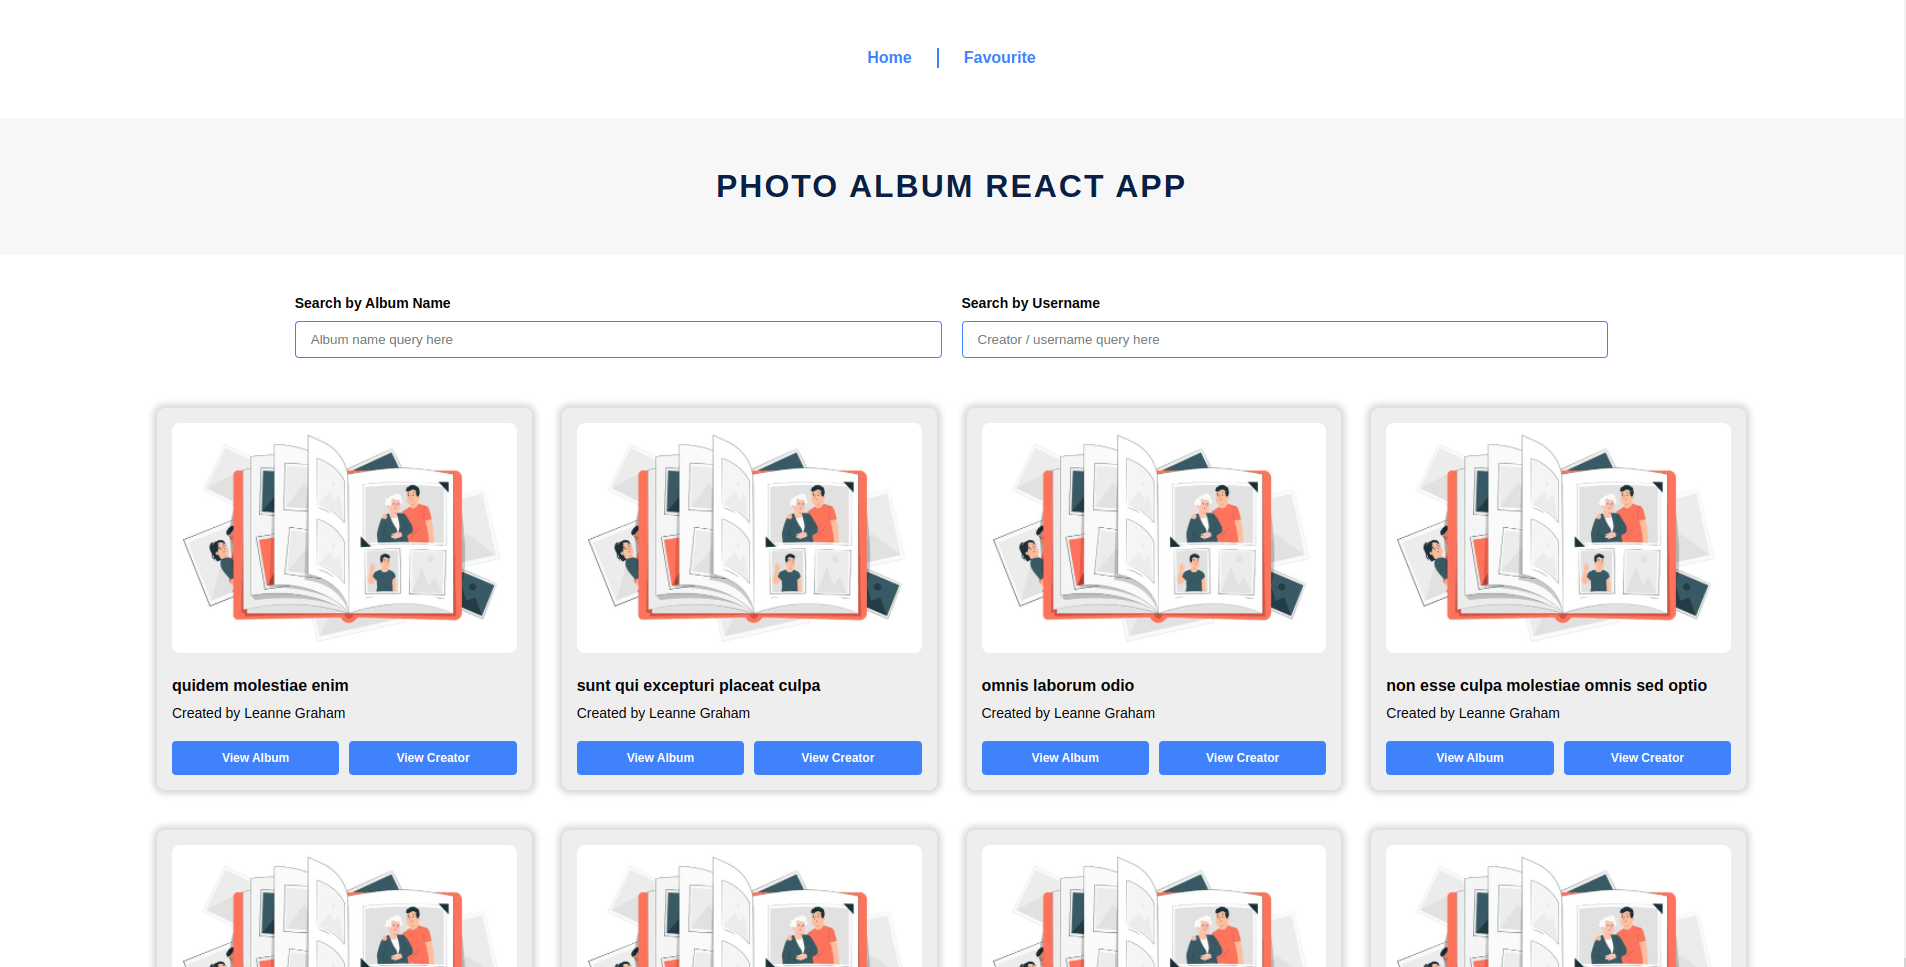 Home
Favourite
PHOTO ALBUM REACT APP
Search by Album Name
Search by Username
Album name query here
Creator / username query here
quidem molestiae enim
Created by Leanne Graham
View Album
View Creator
sunt qui excepturi placeat culpa
Created by Leanne Graham
View Album
View Creator
omnis laborum odio
Created by Leanne Graham
View Album
View Creator
non esse culpa molestiae omnis sed optio
Created by Leanne Graham
View Album
View Creator